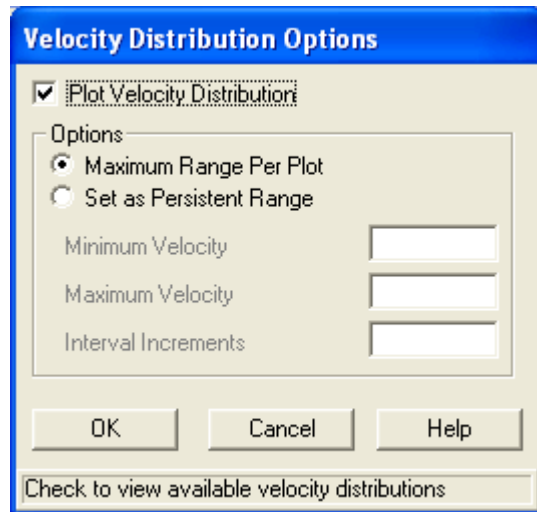 Velocity Distribution Options
Plot Velocity Distribution
Options
Maximum Range Per Plot
Set as Persistent Range
Minimum Velocity
Maximum Velocity
Interval Increments
OK Cancel Help
Check to view available velocity distributions